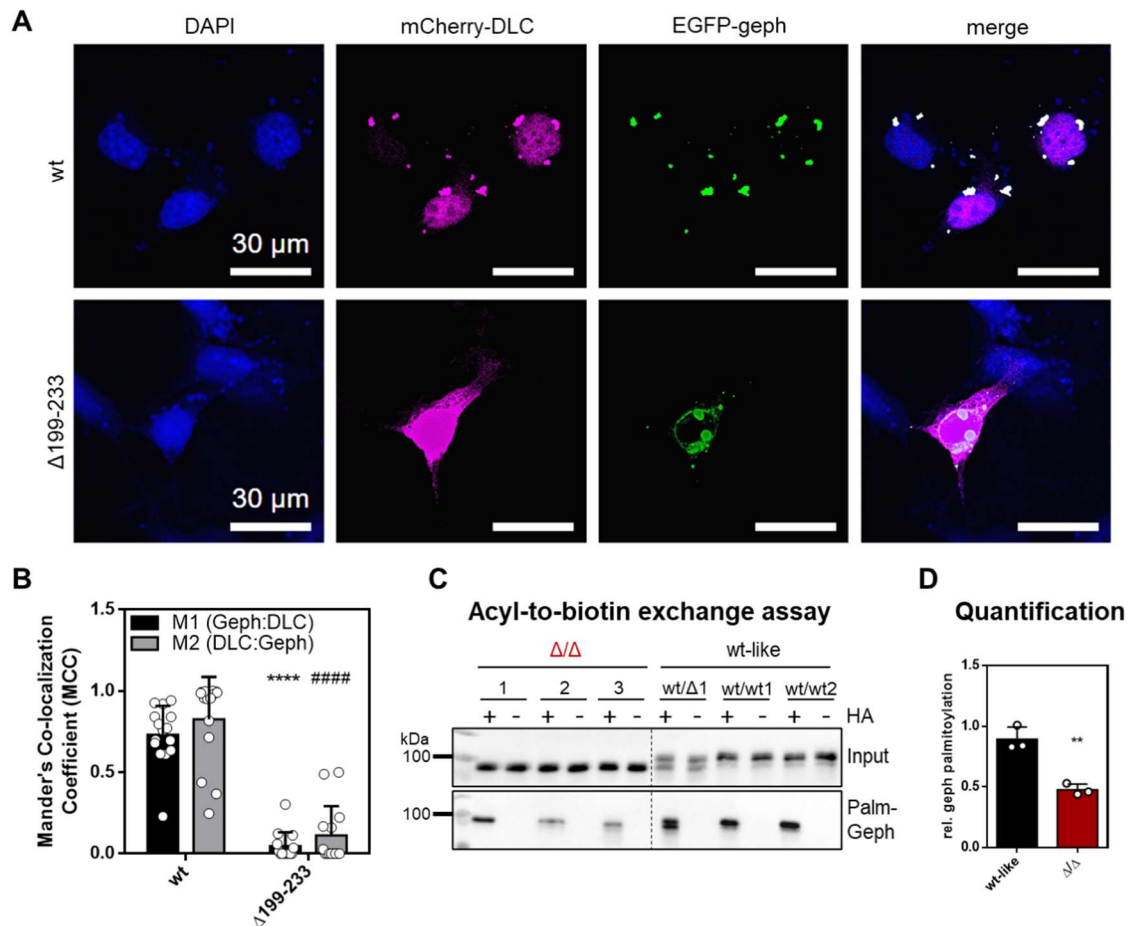 A
DAPI mCherry-DLC EGFP-geph merge
wt
30 µm
Δ199-233
30 µm
B
Mander's Co-localization
Coefficient (MCC)
1.5
1.0
0.5
0.0
M1 (Geph:DLC)
M2 (DLC:Geph)
**** ####
wt Δ199-233
C
Acyl-to-biotin exchange assay
Δ/Δ wt-like
1 2 3 wt/Δ1 wt/wt1 wt/wt2
+ - + - + - + - + - + - HA
kDa
100
Input
100
Palm-
Geph
D
Quantification
rel. geph palmitoylation
1.5
1.0
0.5
0.0
**
wt-like Δ/Δ